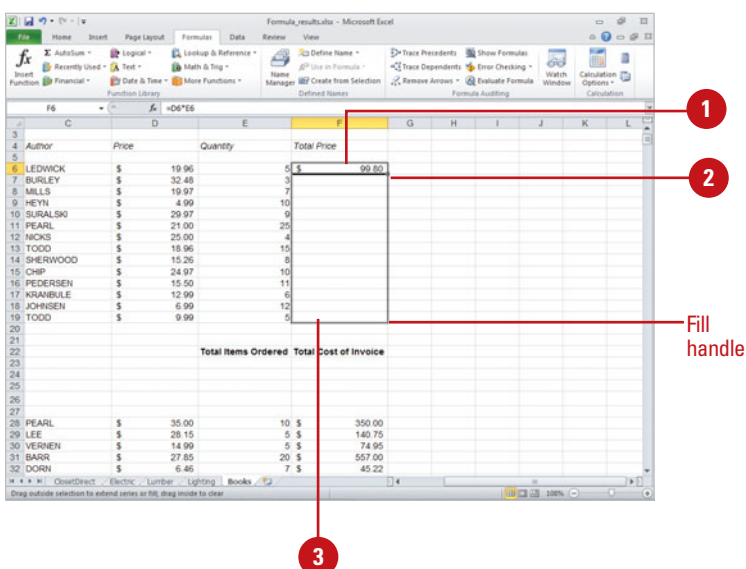 Formula_results.xlsx - Microsoft Excel
File Home Insert Page Layout Formulas Data Review View
fx Insert Function
Σ AutoSum
Recently Used
Financial
Logical
Text
Date & Time
Lookup & Reference
Math & Trig
More Functions
Function Library
Name Manager
Define Name
Use in Formula
Create from Selection
Defined Names
Trace Precedents
Trace Dependents
Remove Arrows
Show Formulas
Error Checking
Evaluate Formula
Watch Window
Formula Auditing
Calculation Options
Calculation
F6 fx =D6*E6
C D E F G H I J K L
3
4 Author Price Quantity Total Price
5
6 LEDWICK $ 19.96 5 $ 99.80
7 BURLEY $ 32.48 3
8 MILLS $ 19.97 7
9 HEYN $ 4.99 10
10 SURALSKI $ 29.97 9
11 PEARL $ 21.00 25
12 NICKS $ 25.00 4
13 TODD $ 18.96 15
14 SHERWOOD $ 15.26 8
15 CHIP $ 24.97 10
16 PEDERSEN $ 15.50 11
17 KRANBULE $ 12.99 6
18 JOHNSEN $ 6.99 12
19 TODD $ 9.99 5
20
21
22 Total Items Ordered Total Cost of Invoice
23
24
25
26
27
28 PEARL $ 35.00 10 $ 350.00
29 LEE $ 28.15 5 $ 140.75
30 VERNEN $ 14.99 5 $ 74.95
31 BARR $ 27.85 20 $ 557.00
32 DORN $ 6.46 7 $ 45.22
ClosetDirect Electric Lumber Lighting Books
Drag outside selection to extend series or fill; drag inside to clear 100%
1
2
Fill
handle
3